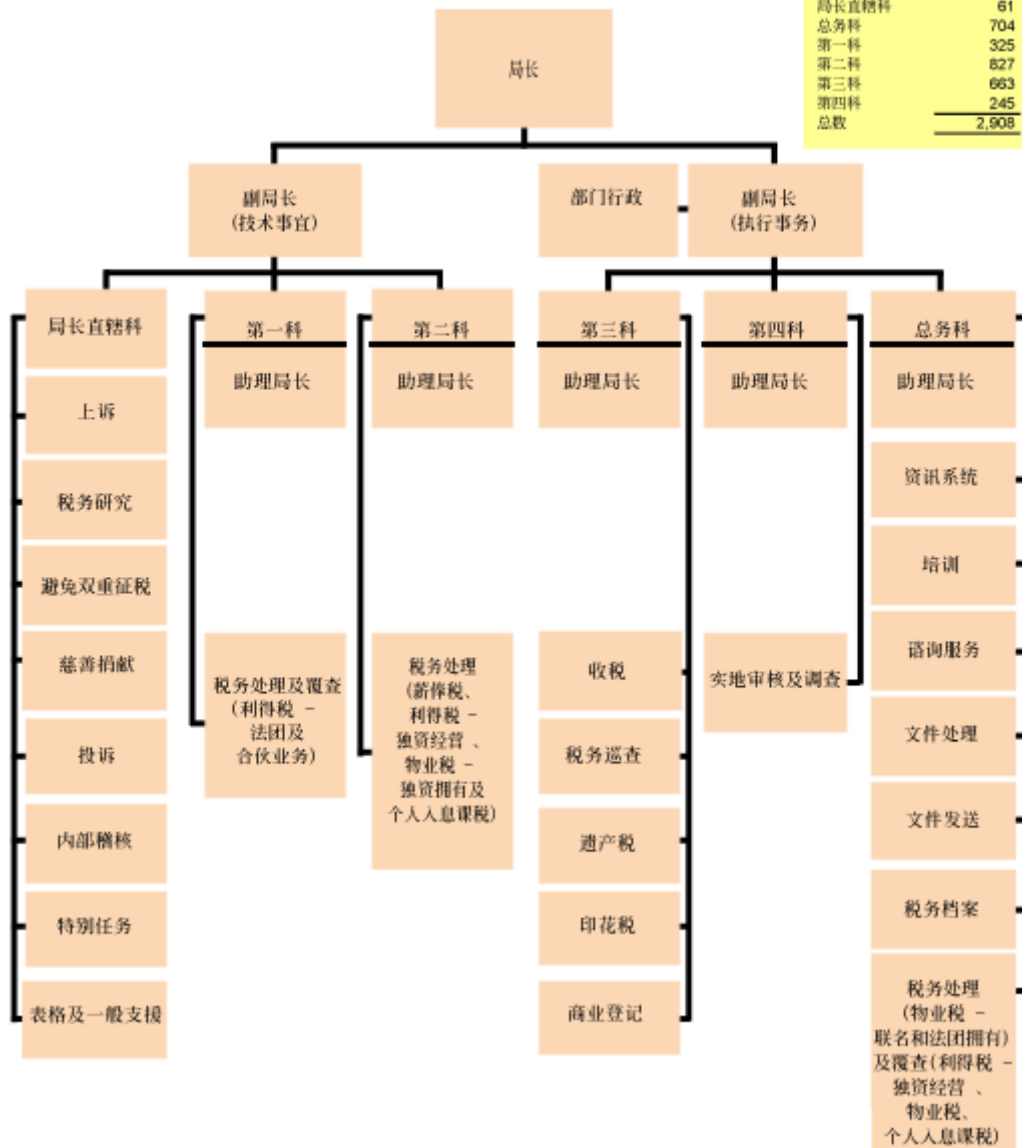 局长直辖科 61
总务科 704
第一科 325
第二科 827
第三科 663
第四科 245
总数 2,908
局长
副局长
(技术事宜)
部门行政
副局长
(执行事务)
局长直辖科
上诉
税务研究
避免双重征税
慈善捐献
投诉
内部稽核
特别任务
表格及一般支援
第一科
助理局长
税务处理及覆查
(利得税 -
法团及
合伙业务)
第二科
助理局长
税务处理
(薪俸税、
利得税 -
独资经营 、
物业税 -
独资拥有及
个人入息课税)
第三科
助理局长
收税
税务巡查
遗产税
印花税
商业登记
第四科
助理局长
实地审核及调查
总务科
助理局长
资讯系统
培训
谘询服务
文件处理
文件发送
税务档案
税务处理
(物业税 -
联名和法团拥有)
及覆查(利得税 -
独资经营 、
物业税、
个人入息课税)